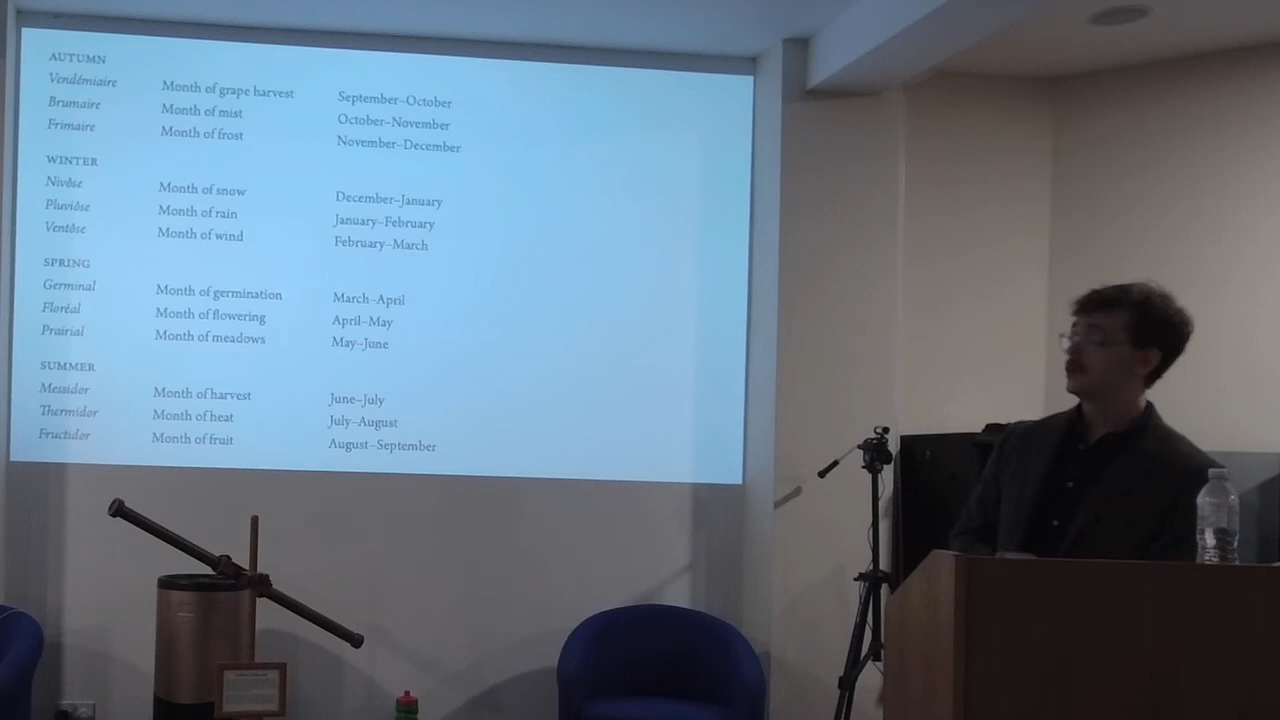 AUTUMN
Vendémiaire Month of grape harvest September–October
Brumaire Month of mist October–November
Frimaire Month of frost November–December
WINTER
Nivôse Month of snow December–January
Pluviôse Month of rain January–February
Ventôse Month of wind February–March
SPRING
Germinal Month of germination March–April
Floréal Month of flowering April–May
Prairial Month of meadows May–June
SUMMER
Messidor Month of harvest June–July
Thermidor Month of heat July–August
Fructidor Month of fruit August–September